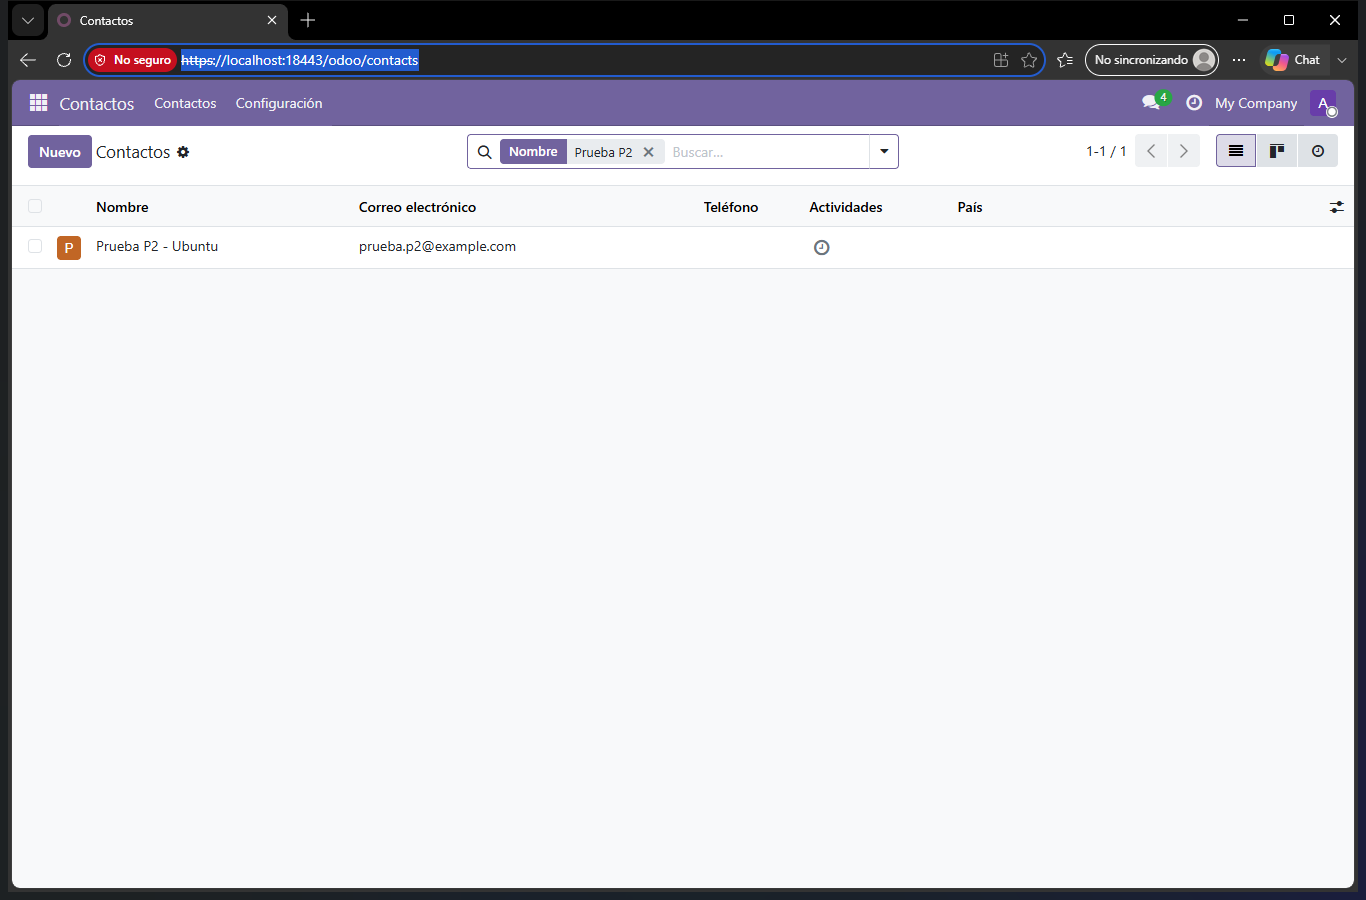 Contactos
No seguro https://localhost:18443/odoo/contacts No sincronizando Chat
Contactos Contactos Configuración 4 My Company A
Nuevo Contactos Nombre Prueba P2 Buscar... 1-1 / 1
Nombre Correo electrónico Teléfono Actividades País
P Prueba P2 - Ubuntu prueba.p2@example.com